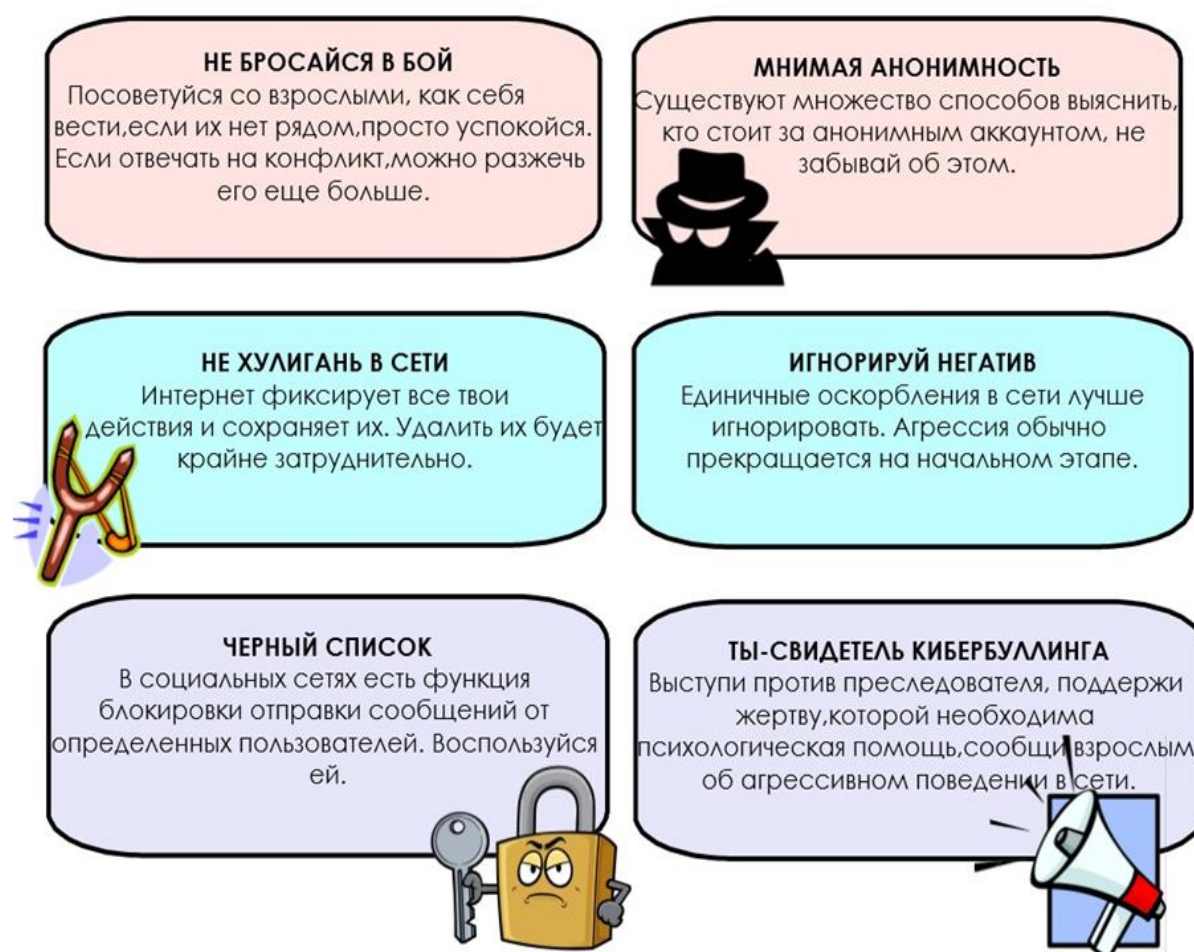 НЕ БРОСАЙСЯ В БОЙ
Посоветуйся со взрослыми, как себя
вести,если их нет рядом,просто успокойся.
Если отвечать на конфликт,можно разжечь
его еще больше.
МНИМАЯ АНОНИМНОСТЬ
Существуют множество способов выяснить,
кто стоит за анонимным аккаунтом, не
забывай об этом.
НЕ ХУЛИГАНЬ В СЕТИ
Интернет фиксирует все твои
действия и сохраняет их. Удалить их будет
крайне затруднительно.
ИГНОРИРУЙ НЕГАТИВ
Единичные оскорбления в сети лучше
игнорировать. Агрессия обычно
прекращается на начальном этапе.
ЧЕРНЫЙ СПИСОК
В социальных сетях есть функция
блокировки отправки сообщений от
определенных пользователей. Воспользуйся
ей.
ТЫ-СВИДЕТЕЛЬ КИБЕРБУЛЛИНГА
Выступи против преследователя, поддержи
жертву,которой необходима
психологическая помощь,сообщи взрослым
об агрессивном поведении в сети.